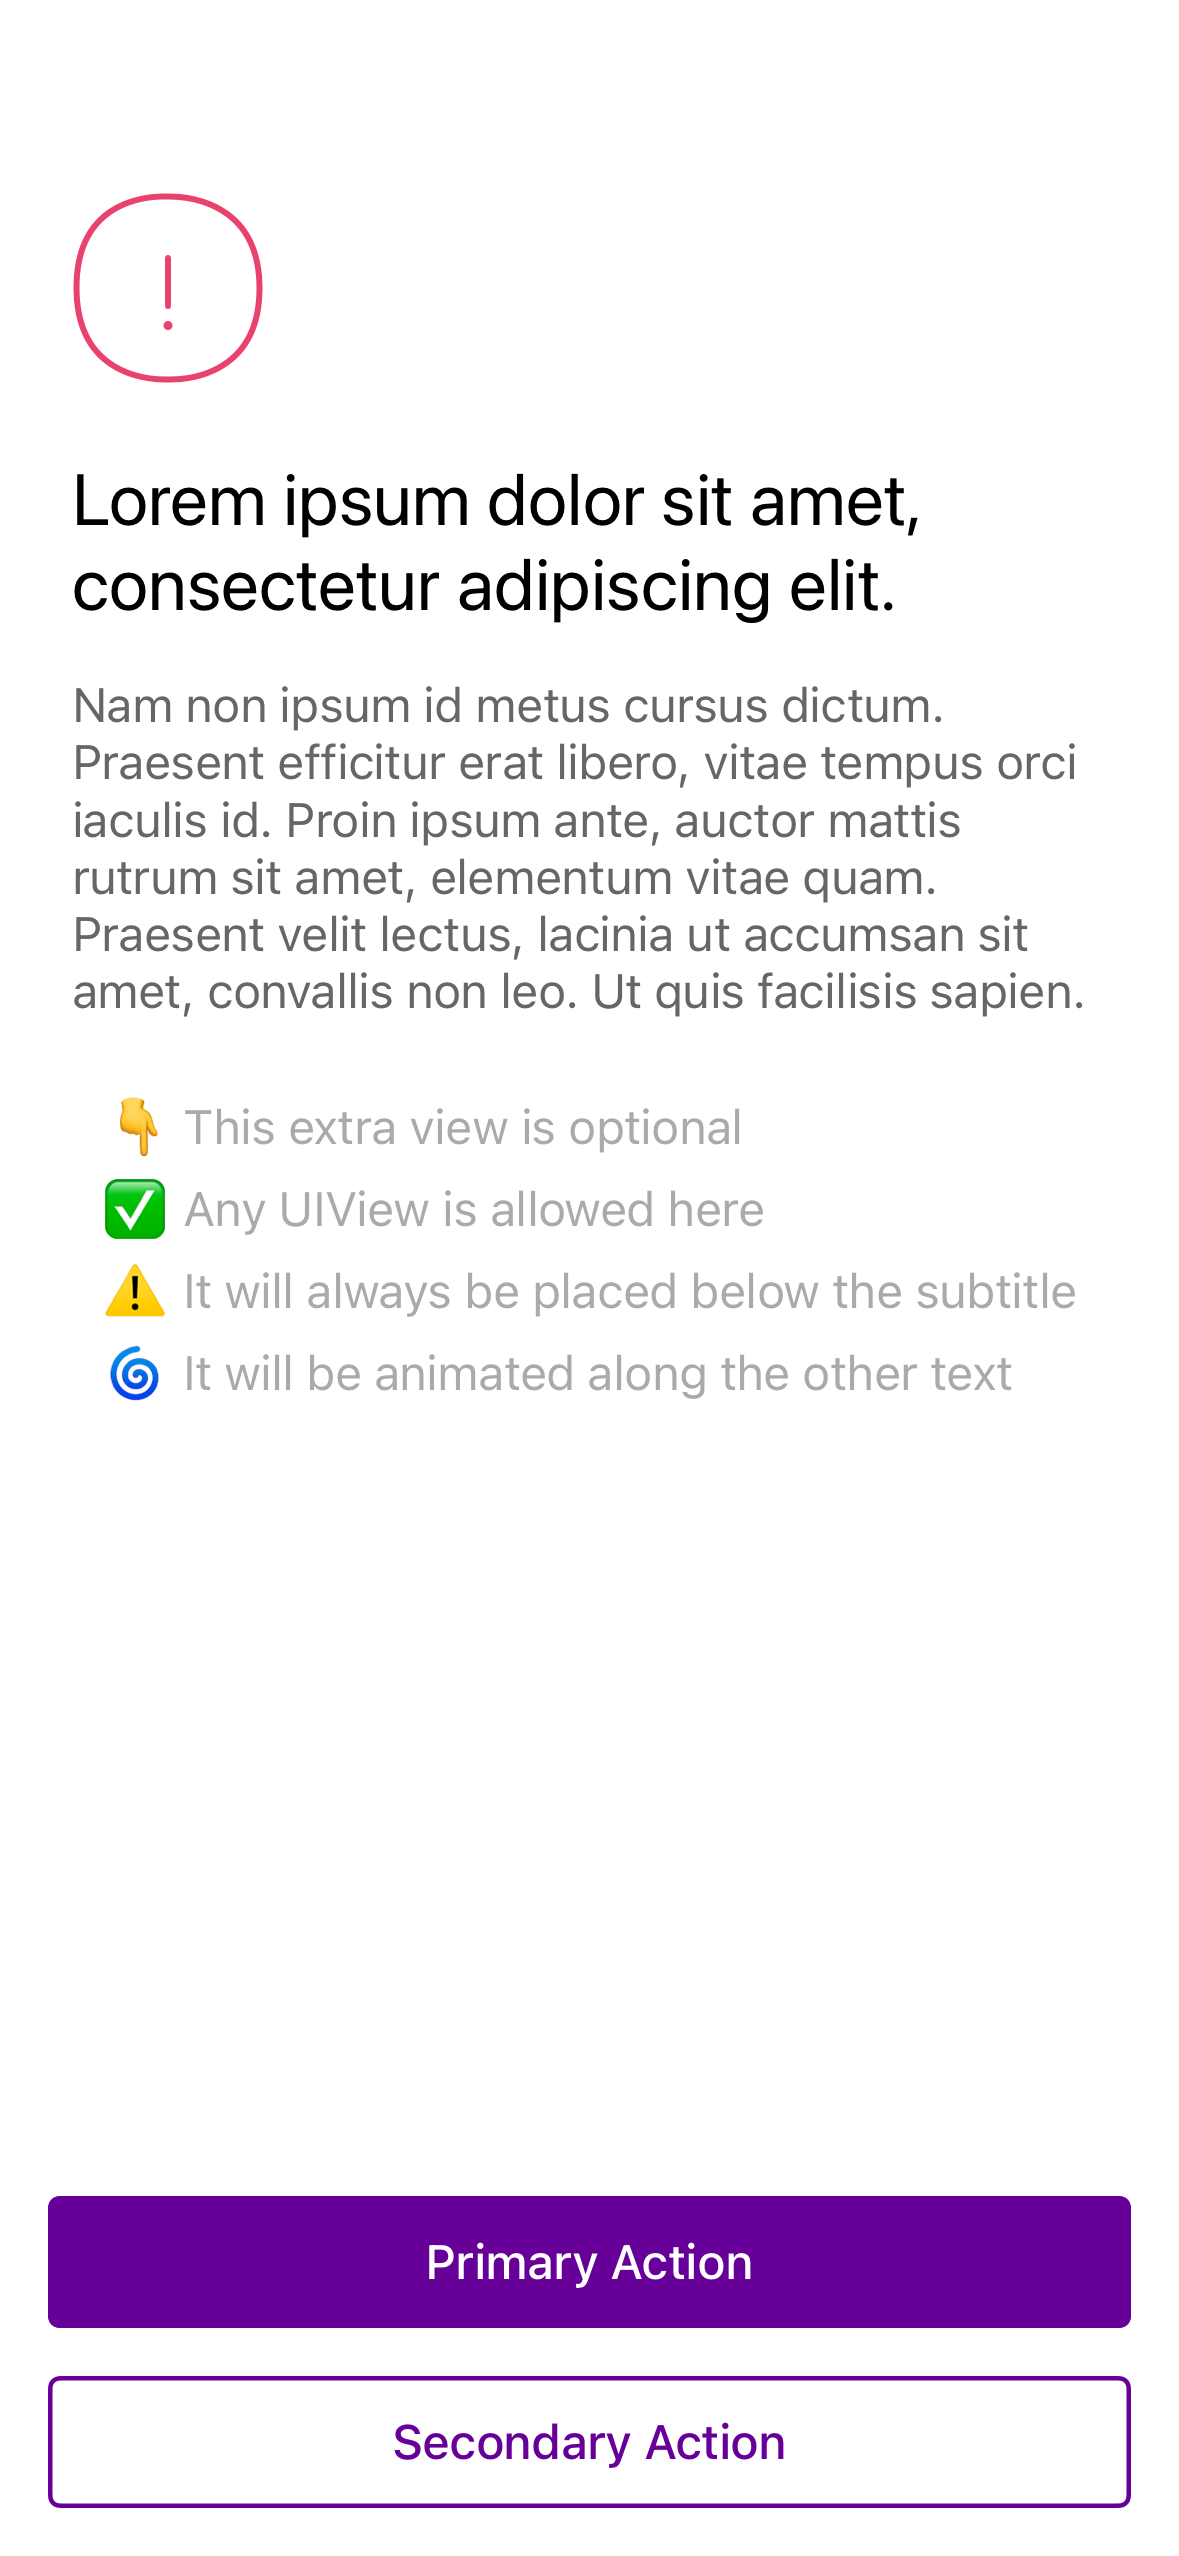 Lorem ipsum dolor sit amet,
consectetur adipiscing elit.
Nam non ipsum id metus cursus dictum.
Praesent efficitur erat libero, vitae tempus orci
iaculis id. Proin ipsum ante, auctor mattis
rutrum sit amet, elementum vitae quam.
Praesent velit lectus, lacinia ut accumsan sit
amet, convallis non leo. Ut quis facilisis sapien.
👇 This extra view is optional
✅ Any UIView is allowed here
⚠️ It will always be placed below the subtitle
🌀 It will be animated along the other text
Primary Action
Secondary Action